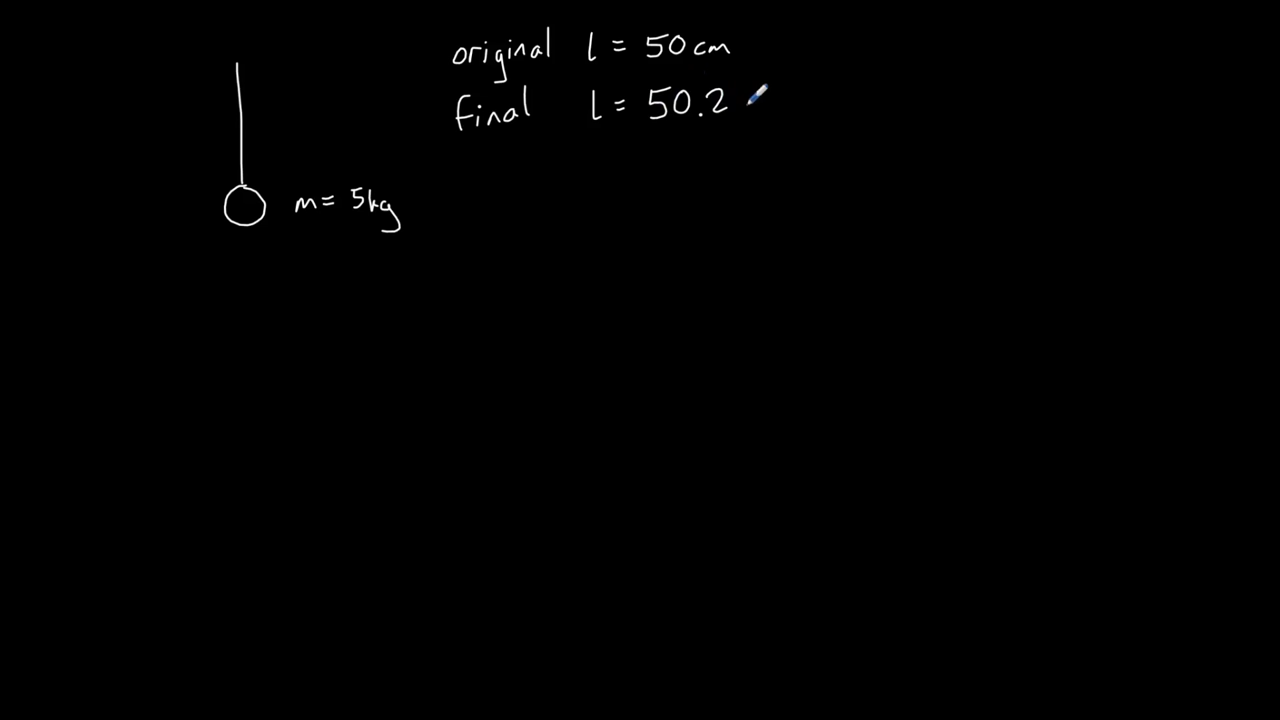 original l = 50 cm
final l = 50.2
m = 5kg